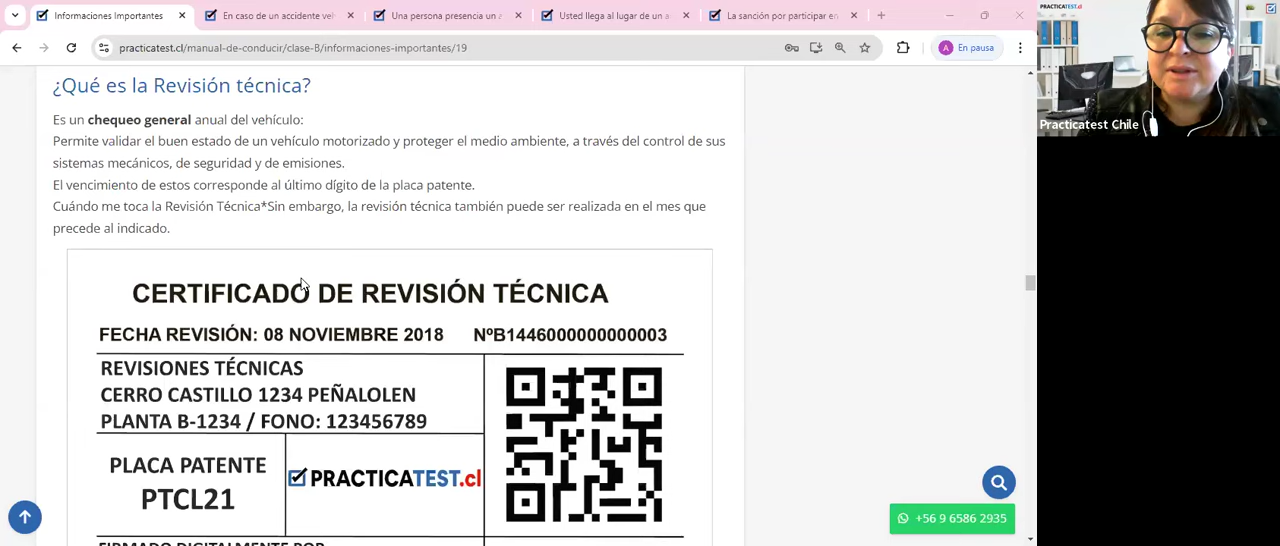 Informaciones Importantes
En caso de un accidente veh
Una persona presencia un a
Usted llega al lugar de un a
La sanción por participar en
practicatest.cl/manual-de-conducir/clase-B/informaciones-importantes/19
A
En pausa
PRACTICATEST.cl
Practicatest Chile
¿Qué es la Revisión técnica?
Es un chequeo general anual del vehículo:
Permite validar el buen estado de un vehículo motorizado y proteger el medio ambiente, a través del control de sus
sistemas mecánicos, de seguridad y de emisiones.
El vencimiento de estos corresponde al último dígito de la placa patente.
Cuándo me toca la Revisión Técnica*Sin embargo, la revisión técnica también puede ser realizada en el mes que
precede al indicado.
CERTIFICADO DE REVISIÓN TÉCNICA
FECHA REVISIÓN: 08 NOVIEMBRE 2018 NºB1446000000000003
REVISIONES TÉCNICAS
CERRO CASTILLO 1234 PEÑALOLEN
PLANTA B-1234 / FONO: 123456789
PLACA PATENTE
PTCL21
PRACTICATEST.cl
FIRMADO DIGITALMENTE POR
+56 9 6586 2935